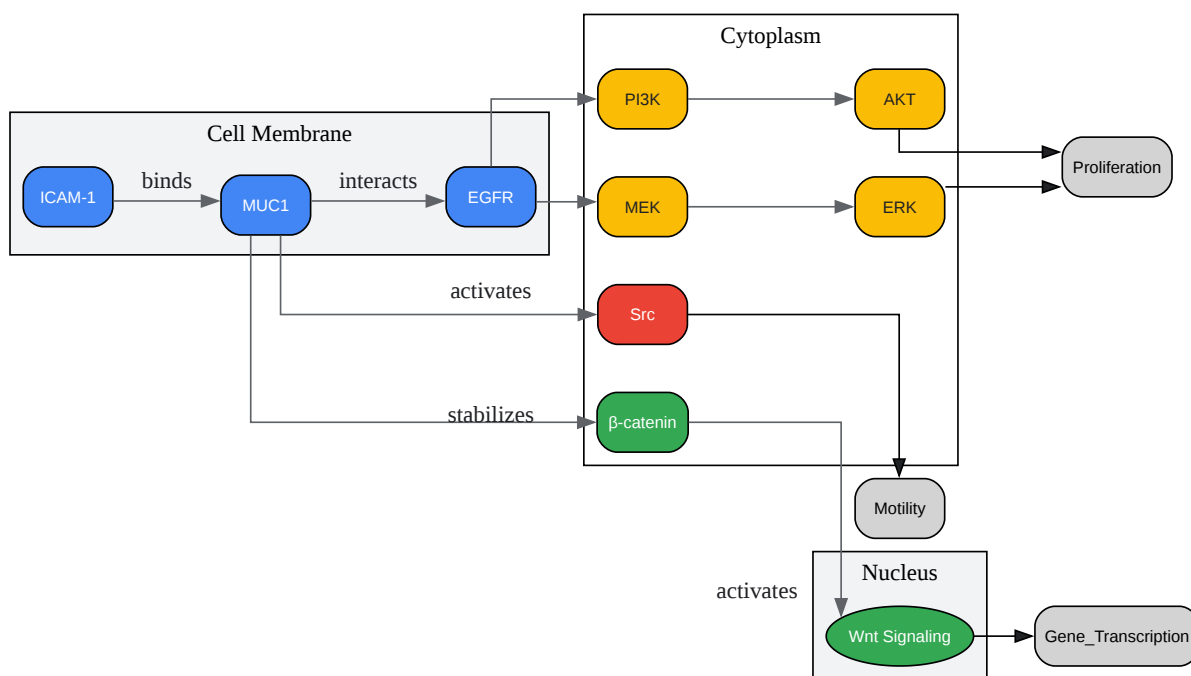 Cytoplasm
PI3K
AKT
Cell Membrane
Proliferation
binds
interacts
ICAM-1
MUC1
EGFR
MEK
ERK
activates
Src
stabilizes
β-catenin
Motility
Nucleus
activates
Wnt Signaling
Gene_Transcription